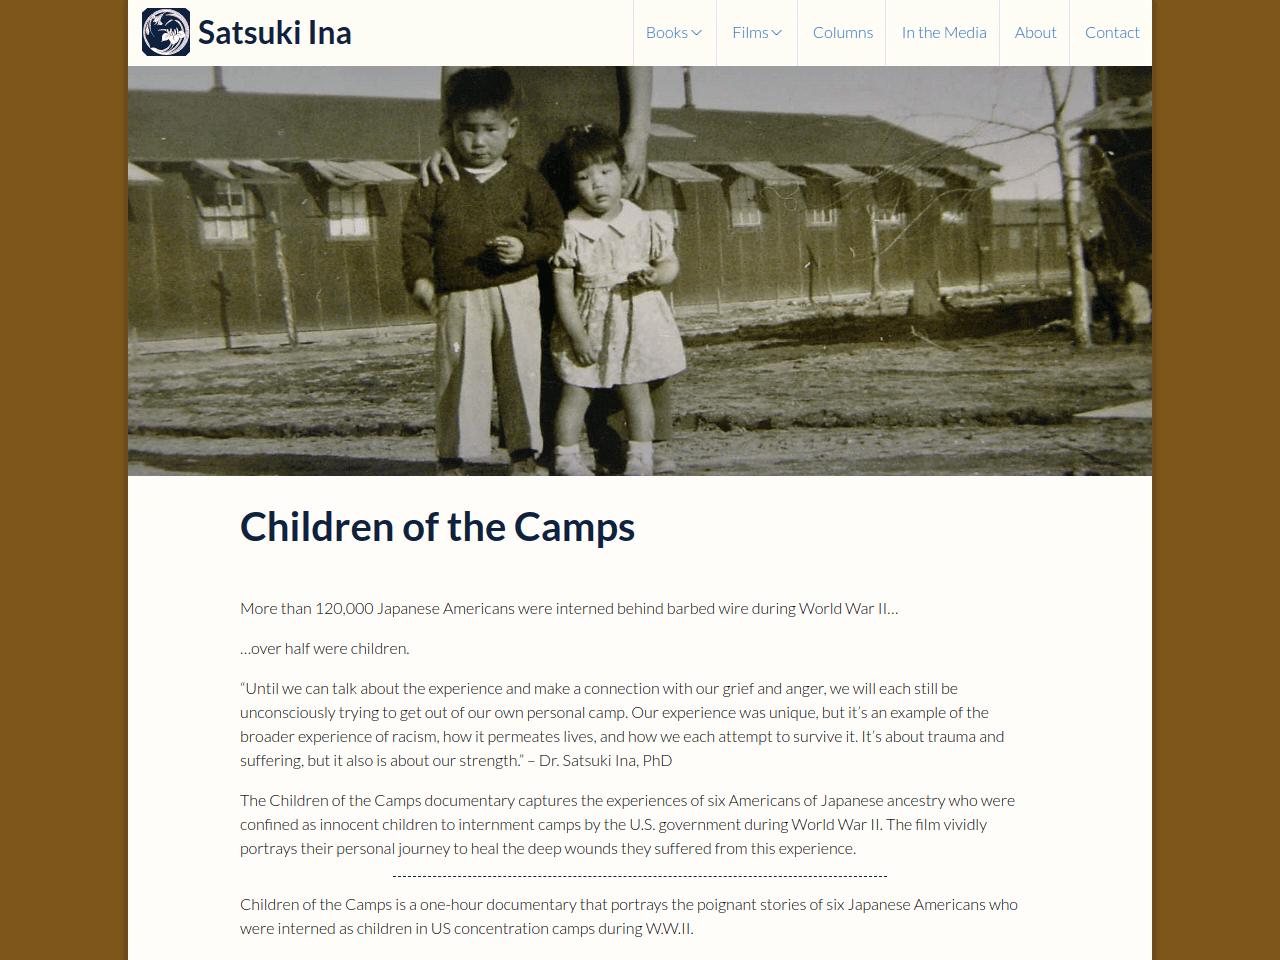 Satsuki Ina
Books
Films
Columns
In the Media
About
Contact
Children of the Camps
More than 120,000 Japanese Americans were interned behind barbed wire during World War II…
…over half were children.
“Until we can talk about the experience and make a connection with our grief and anger, we will each still be
unconsciously trying to get out of our own personal camp. Our experience was unique, but it’s an example of the
broader experience of racism, how it permeates lives, and how we each attempt to survive it. It’s about trauma and
suffering, but it also is about our strength.” – Dr. Satsuki Ina, PhD
The Children of the Camps documentary captures the experiences of six Americans of Japanese ancestry who were
confined as innocent children to internment camps by the U.S. government during World War II. The film vividly
portrays their personal journey to heal the deep wounds they suffered from this experience.
Children of the Camps is a one-hour documentary that portrays the poignant stories of six Japanese Americans who
were interned as children in US concentration camps during W.W.II.